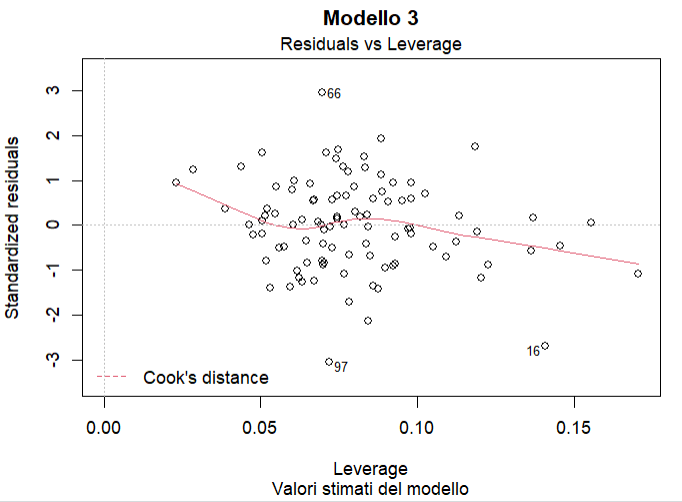 Modello 3
Residuals vs Leverage
Standardized residuals
3
2
1
0
-1
-2
-3
66
97
16
Cook's distance
0.00 0.05 0.10 0.15
Leverage
Valori stimati del modello